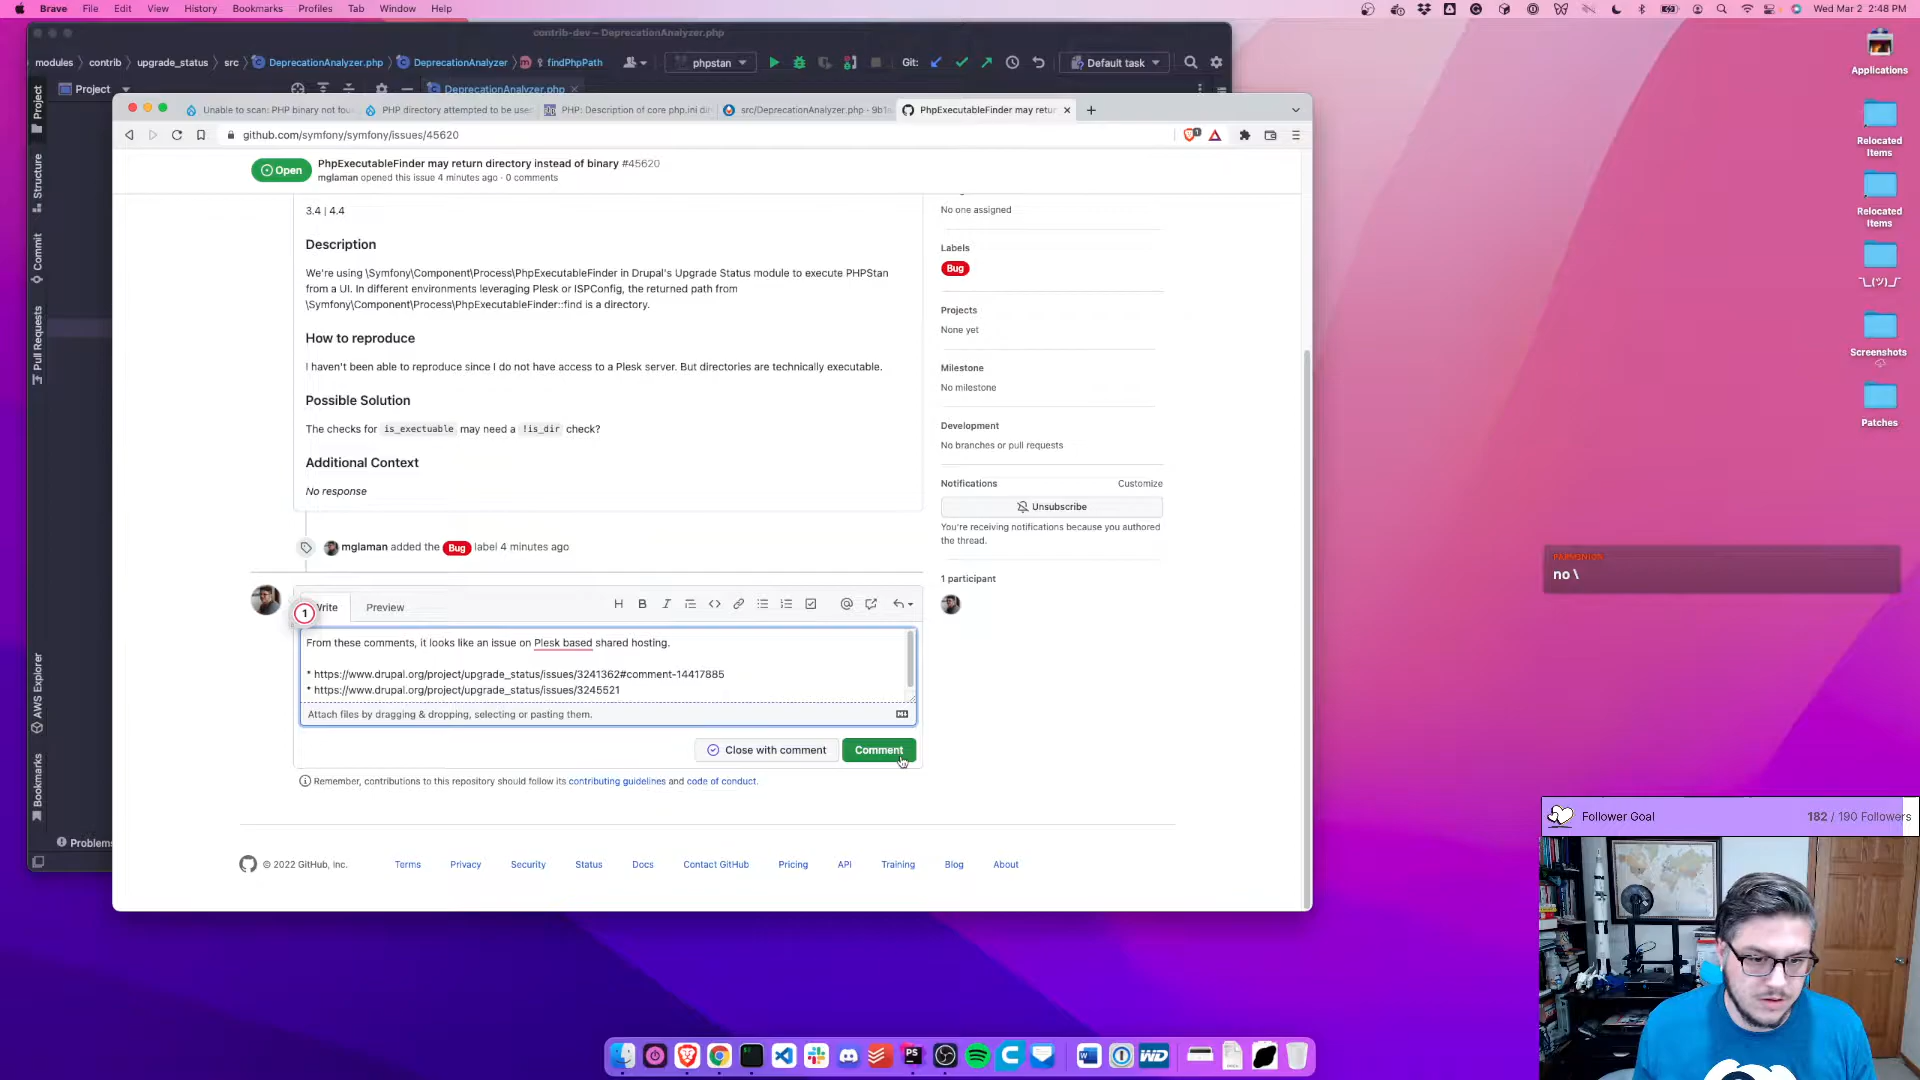 Brave File Edit View History Bookmarks Profiles Tab Window Help
Wed Mar 2 2:48 PM
contrib-dev – DeprecationAnalyzer.php
modules contrib upgrade_status src DeprecationAnalyzer.php DeprecationAnalyzer findPhpPath
phpstan
Git:
Default task
Project
DeprecationAnalyzer.php
Unable to scan: PHP binary not fou
PHP directory attempted to be use
PHP: Description of core php.ini di
src/DeprecationAnalyzer.php - 9b1
PhpExecutableFinder may retur
github.com/symfony/symfony/issues/45620
Open
PhpExecutableFinder may return directory instead of binary #45620
mglaman opened this issue 4 minutes ago · 0 comments
3.4 | 4.4
Description
We're using \Symfony\Component\Process\PhpExecutableFinder in Drupal's Upgrade Status module to execute PHPStan
from a UI. In different environments leveraging Plesk or ISPConfig, the returned path from
\Symfony\Component\Process\PhpExecutableFinder::find is a directory.
How to reproduce
I haven't been able to reproduce since I do not have access to a Plesk server. But directories are technically executable.
Possible Solution
The checks for is_exectuable may need a !is_dir check?
Additional Context
No response
mglaman added the Bug label 4 minutes ago
No one assigned
Labels
Bug
Projects
None yet
Milestone
No milestone
Development
No branches or pull requests
Notifications
Customize
Unsubscribe
You're receiving notifications because you authored
the thread.
1 participant
1
rite
Preview
From these comments, it looks like an issue on Plesk based shared hosting.
* https://www.drupal.org/project/upgrade_status/issues/3241362#comment-14417885
* https://www.drupal.org/project/upgrade_status/issues/3245521
Attach files by dragging & dropping, selecting or pasting them.
Close with comment
Comment
Remember, contributions to this repository should follow its contributing guidelines and code of conduct.
© 2022 GitHub, Inc.
Terms
Privacy
Security
Status
Docs
Contact GitHub
Pricing
API
Training
Blog
About
Project
Structure
Commit
Pull Requests
AWS Explorer
Bookmarks
Problems
Applications
Relocated
Items
Relocated
Items
¯\_(ツ)_/¯
Screenshots
Patches
no \
Follower Goal
182 / 190 Followers
PS
WD